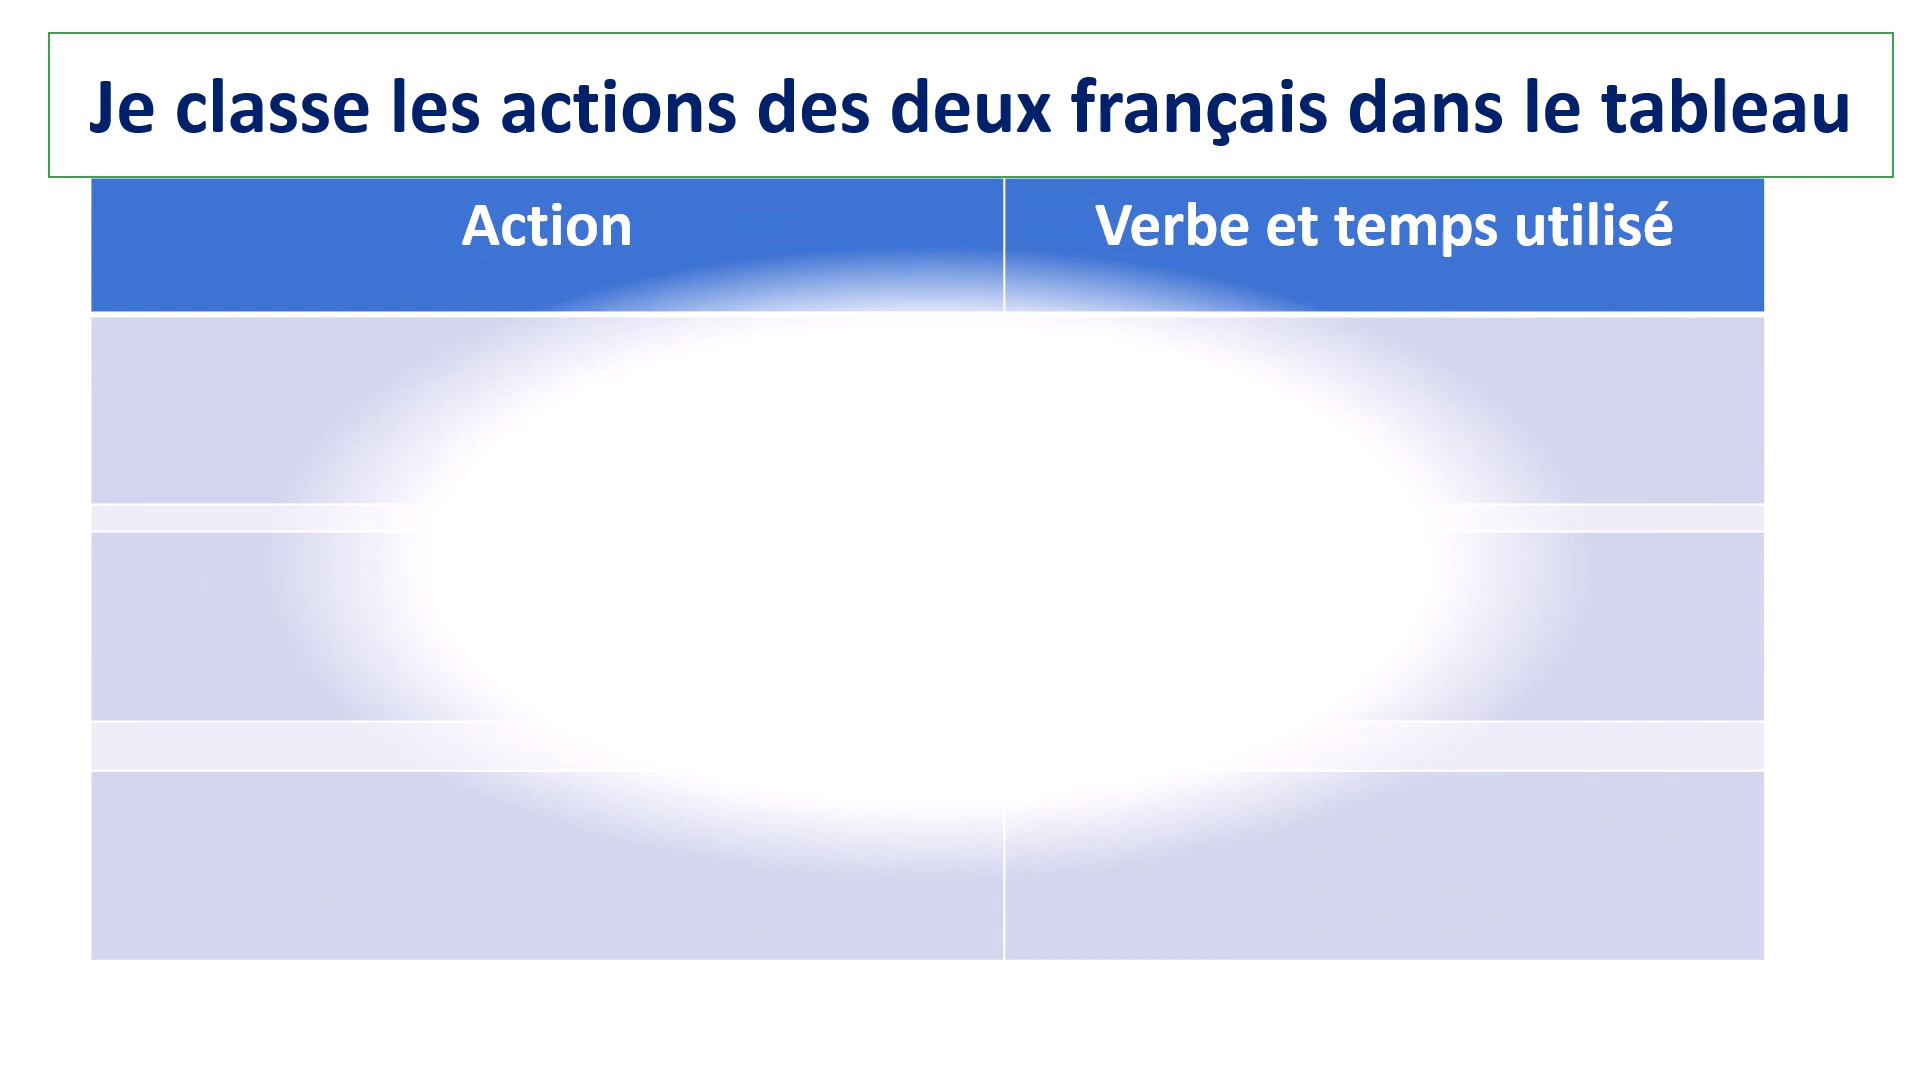 Je classe les actions des deux français dans le tableau
Action
Verbe et temps utilisé